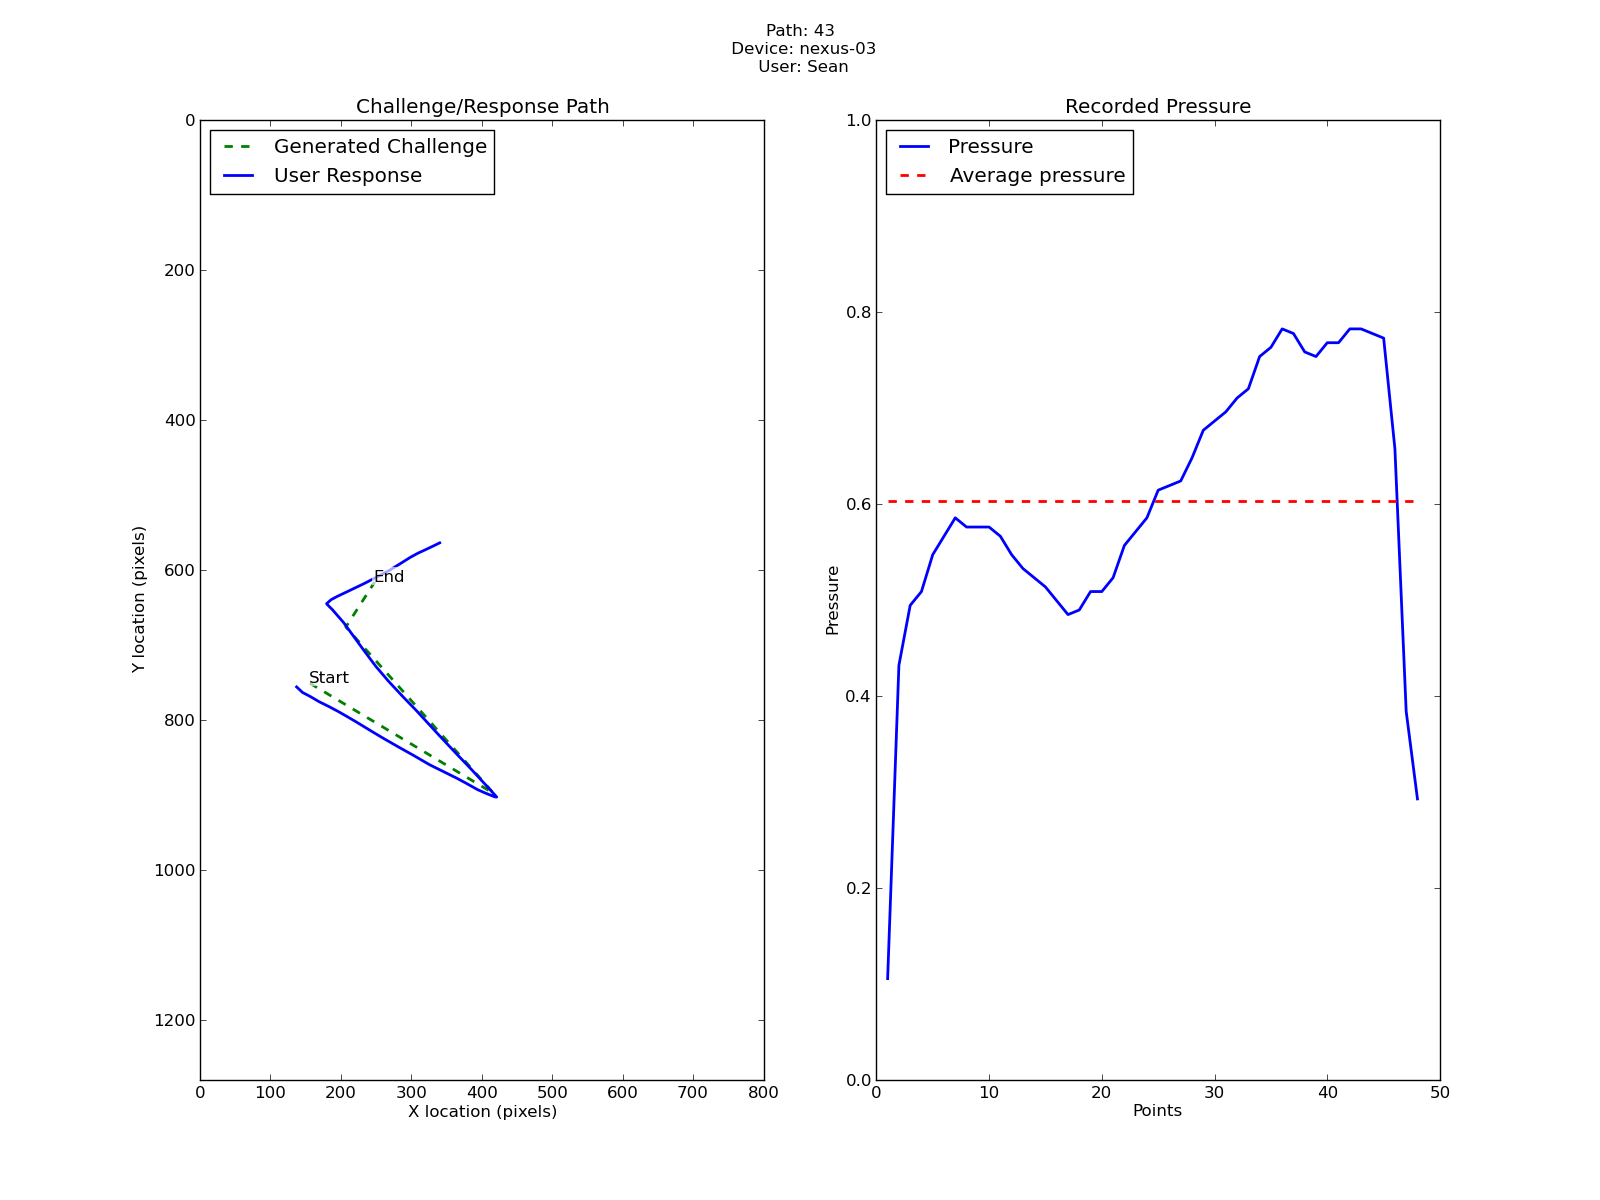 Path: 43
Device: nexus-03
User: Sean
Challenge/Response Path
Generated Challenge
User Response
0
200
400
600
800
1000
1200
Y location (pixels)
End
Start
0 100 200 300 400 500 600 700 800
X location (pixels)
Recorded Pressure
Pressure
Average pressure
1.0
0.8
0.6
0.4
0.2
0.0
Pressure
0 10 20 30 40 50
Points